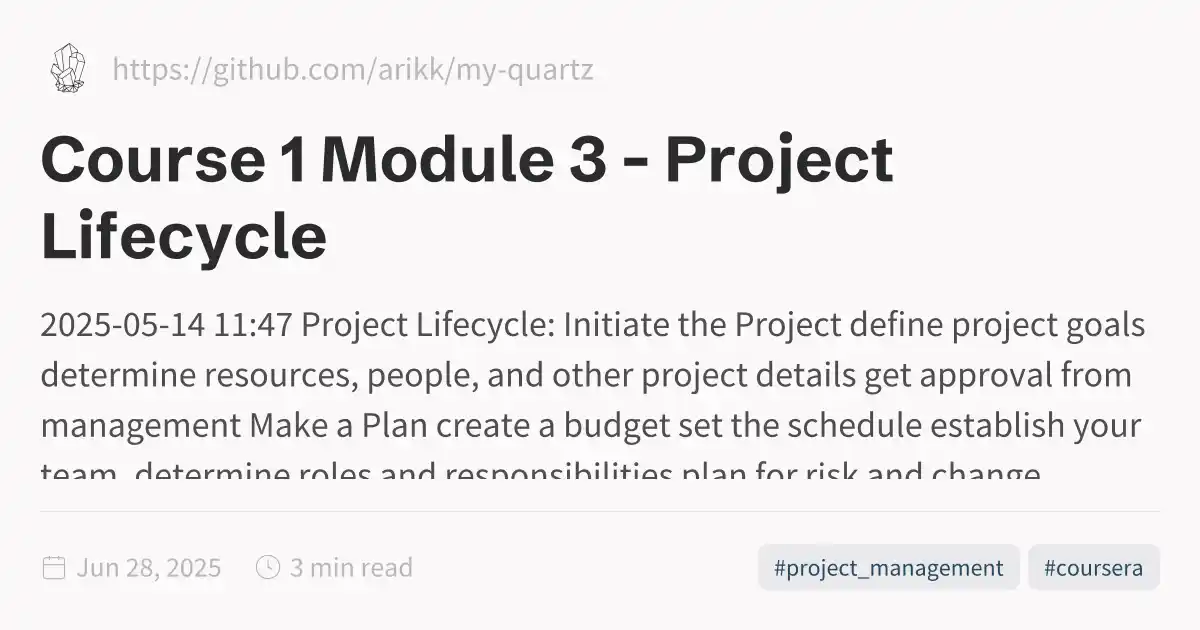 https://github.com/arikk/my-quartz
Course 1 Module 3 - Project
Lifecycle
2025-05-14 11:47 Project Lifecycle: Initiate the Project define project goals
determine resources, people, and other project details get approval from
management Make a Plan create a budget set the schedule establish your
team, determine roles and responsibilities plan for risk and change
Jun 28, 2025
3 min read
#project_management
#coursera